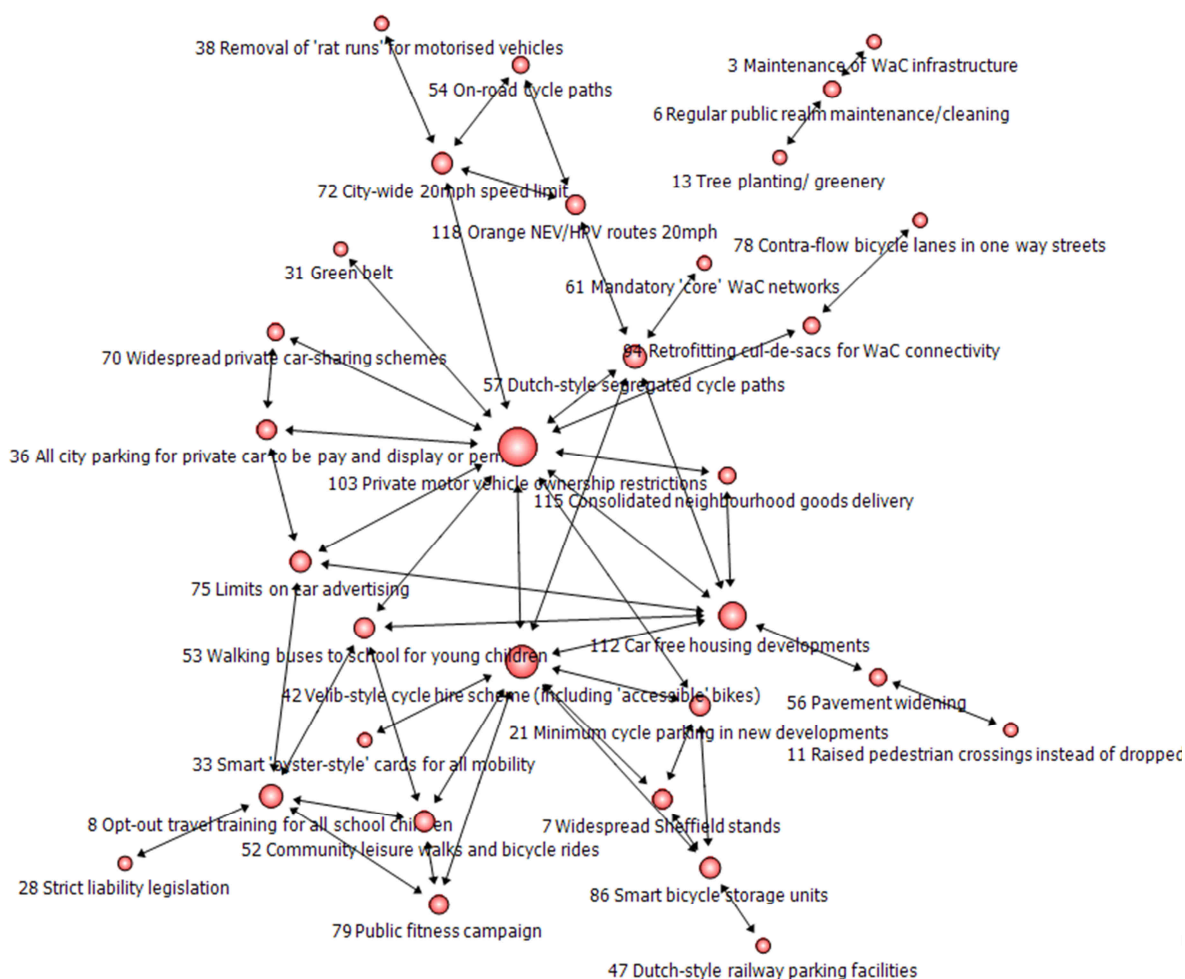 38 Removal of 'rat runs' for motorised vehicles
3 Maintenance of WaC infrastructure
54 On-road cycle paths
6 Regular public realm maintenance/cleaning
13 Tree planting/ greenery
72 City-wide 20mph speed limit
118 Orange NEV/HPV routes 20mph
78 Contra-flow bicycle lanes in one way streets
31 Green belt
61 Mandatory 'core' WaC networks
70 Widespread private car-sharing schemes
94 Retrofitting cul-de-sacs for WaC connectivity
57 Dutch-style segregated cycle paths
36 All city parking for private car to be pay and display or perm
103 Private motor vehicle ownership restrictions
115 Consolidated neighbourhood goods delivery
75 Limits on car advertising
112 Car free housing developments
53 Walking buses to school for young children
42 Velib-style cycle hire scheme (including 'accessible' bikes)
56 Pavement widening
21 Minimum cycle parking in new developments
11 Raised pedestrian crossings instead of dropped
33 Smart 'oyster-style' cards for all mobility
8 Opt-out travel training for all school children
7 Widespread Sheffield stands
52 Community leisure walks and bicycle rides
28 Strict liability legislation
86 Smart bicycle storage units
79 Public fitness campaign
47 Dutch-style railway parking facilities